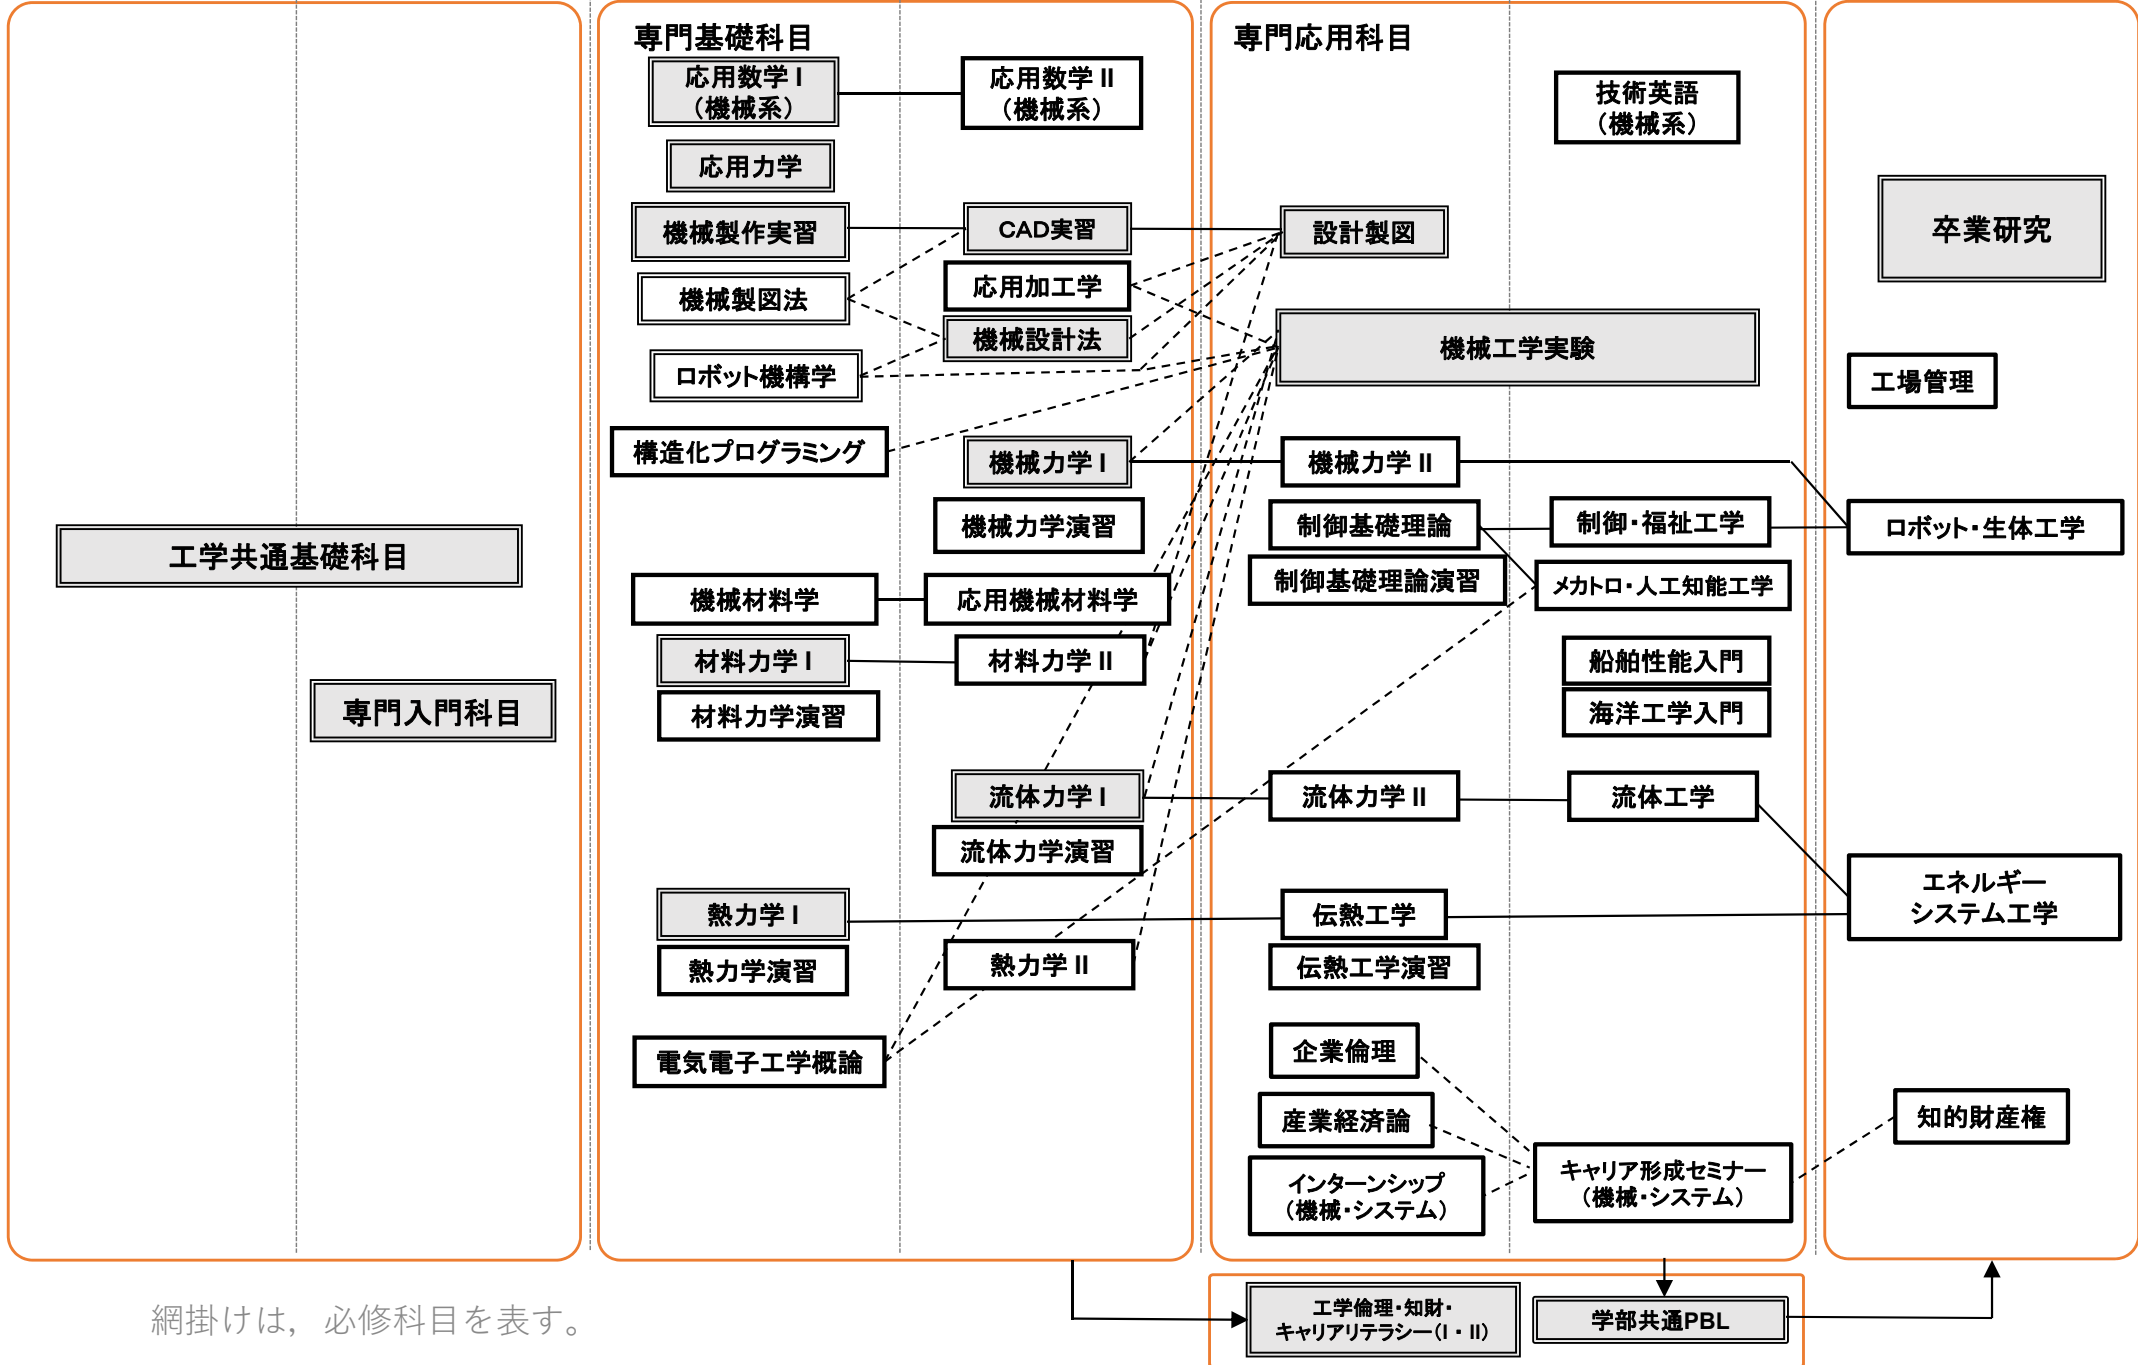 工学共通基礎科目
専門入門科目
専門基礎科目
応用数学 I
（機械系）
応用力学
機械製作実習
機械製図法
ロボット機構学
構造化プログラミング
機械材料学
材料力学 I
材料力学演習
熱力学 I
熱力学演習
電気電子工学概論
応用数学 II
（機械系）
CAD実習
応用加工学
機械設計法
機械力学 I
機械力学演習
応用機械材料学
材料力学 II
流体力学 I
流体力学演習
熱力学 II
専門応用科目
設計製図
機械工学実験
機械力学 II
制御基礎理論
制御基礎理論演習
流体力学 II
伝熱工学
伝熱工学演習
企業倫理
産業経済論
インターンシップ
（機械・システム）
技術英語
（機械系）
制御・福祉工学
メカトロ・人工知能工学
船舶性能入門
海洋工学入門
流体工学
キャリア形成セミナー
（機械・システム）
卒業研究
工場管理
ロボット・生体工学
エネルギー
システム工学
知的財産権
工学倫理・知財・
キャリアリテラシー（I・II）
学部共通PBL
網掛けは，必修科目を表す。